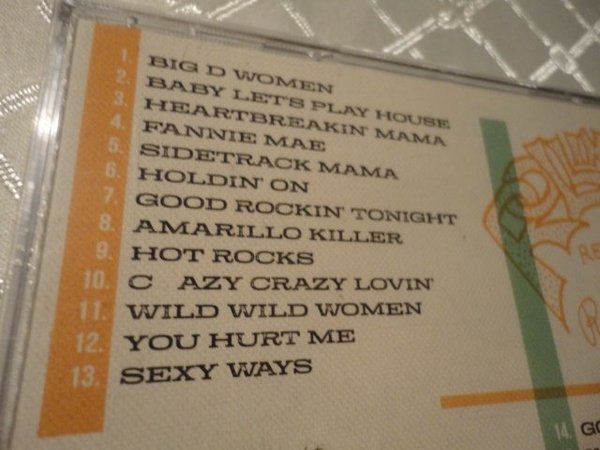 1. BIG D WOMEN
2. BABY LET'S PLAY HOUSE
3. HEARTBREAKIN' MAMA
4. FANNIE MAE
5. SIDETRACK MAMA
6. HOLDIN' ON
7. GOOD ROCKIN' TONIGHT
8. AMARILLO KILLER
9. HOT ROCKS
10. C AZY CRAZY LOVIN'
11. WILD WILD WOMEN
12. YOU HURT ME
13. SEXY WAYS
RE
14. GO